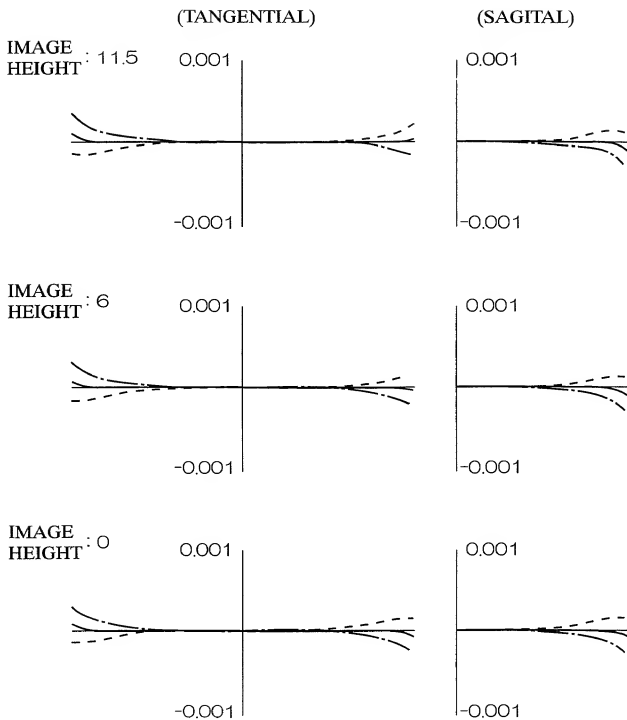 (TANGENTIAL) (SAGITAL)
IMAGE HEIGHT : 11.5 0.001 0.001
-0.001 -0.001
IMAGE HEIGHT : 6 0.001 0.001
-0.001 -0.001
IMAGE HEIGHT : 0 0.001 0.001
-0.001 -0.001